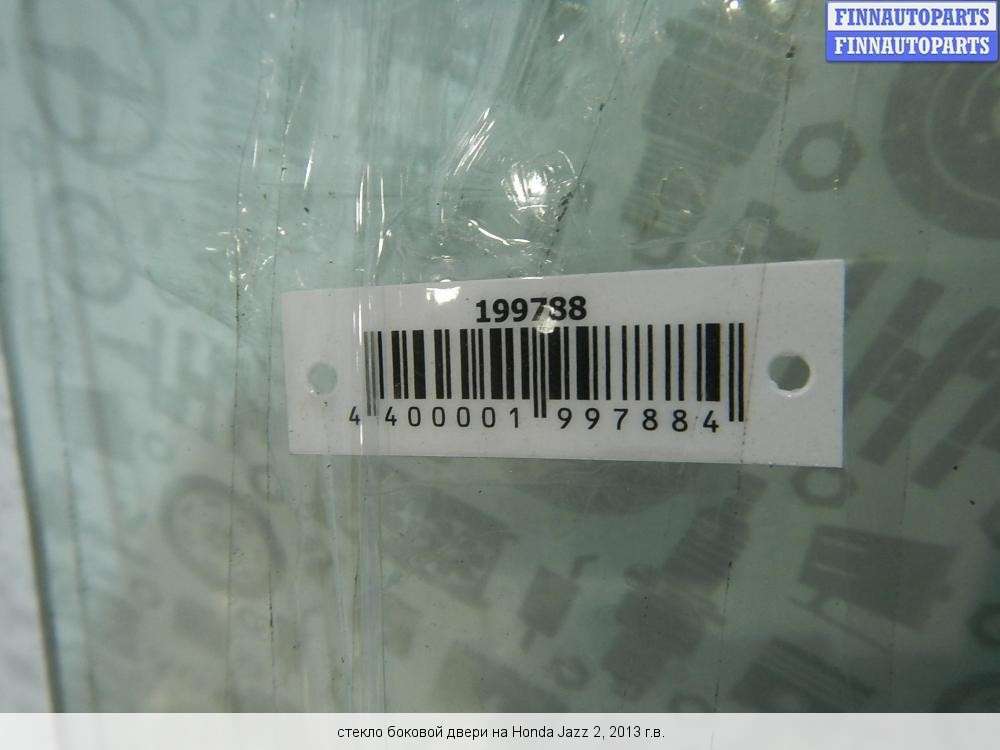 FINNAUTOPARTS
FINNAUTOPARTS
199788
4 400001 997884
стекло боковой двери на Honda Jazz 2, 2013 г.в.